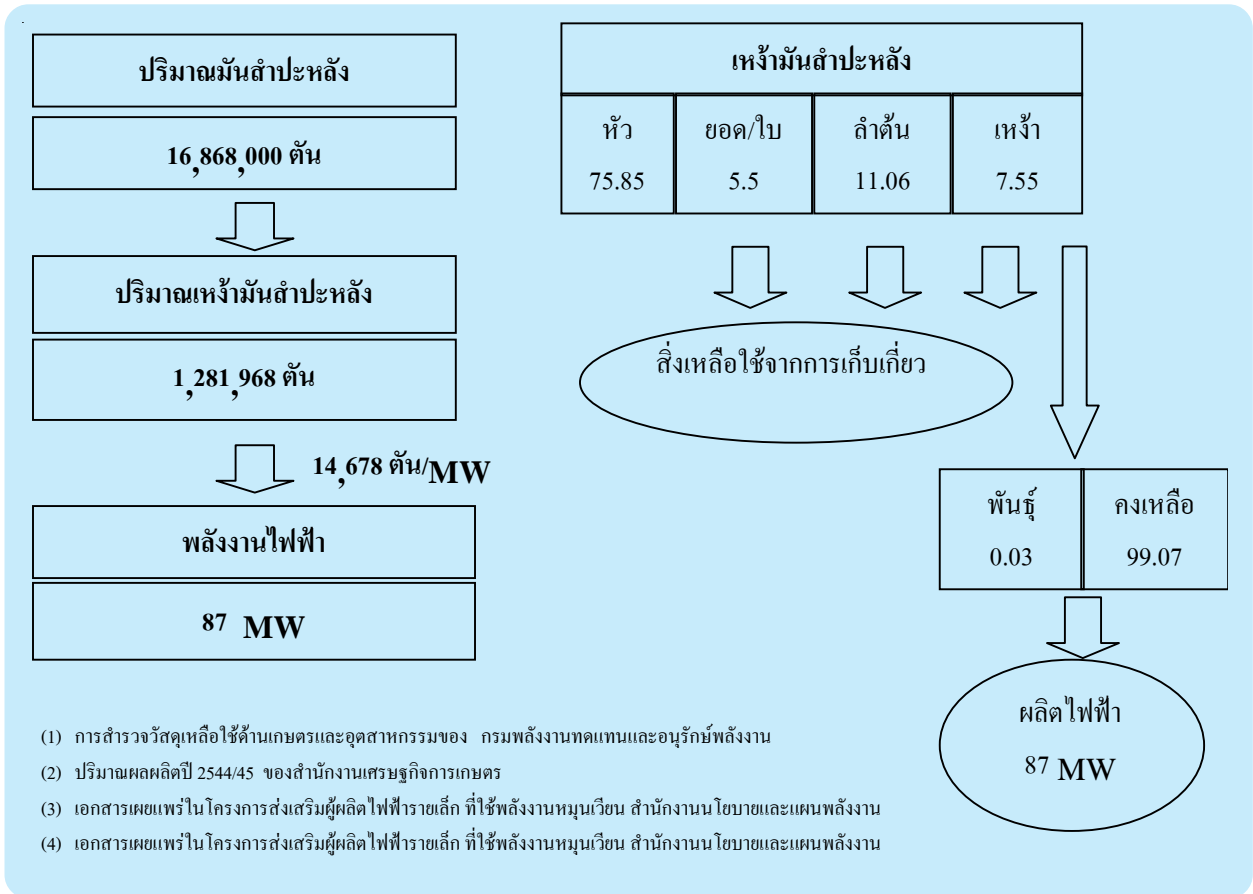 ปริมาณมันสำปะหลัง
16,868,000 ตัน
ปริมาณเหง้ามันสำปะหลัง
1,281,968 ตัน
14,678 ตัน/MW
พลังงานไฟฟ้า
87 MW
เหง้ามันสำปะหลัง
หัว ยอด/ใบ ลำต้น เหง้า
75.85 5.5 11.06 7.55
สิ่งเหลือใช้จากการเก็บเกี่ยว
พันธุ์ คงเหลือ
0.03 99.07
ผลิตไฟฟ้า
87 MW
(1) การสำรวจวัสดุเหลือใช้ด้านเกษตรและอุตสาหกรรมของ กรมพลังงานทดแทนและอนุรักษ์พลังงาน
(2) ปริมาณผลผลิตปี 2544/45 ของสำนักงานเศรษฐกิจการเกษตร
(3) เอกสารเผยแพร่ในโครงการส่งเสริมผู้ผลิตไฟฟ้ารายเล็ก ที่ใช้พลังงานหมุนเวียน สำนักงานนโยบายและแผนพลังงาน
(4) เอกสารเผยแพร่ในโครงการส่งเสริมผู้ผลิตไฟฟ้ารายเล็ก ที่ใช้พลังงานหมุนเวียน สำนักงานนโยบายและแผนพลังงาน